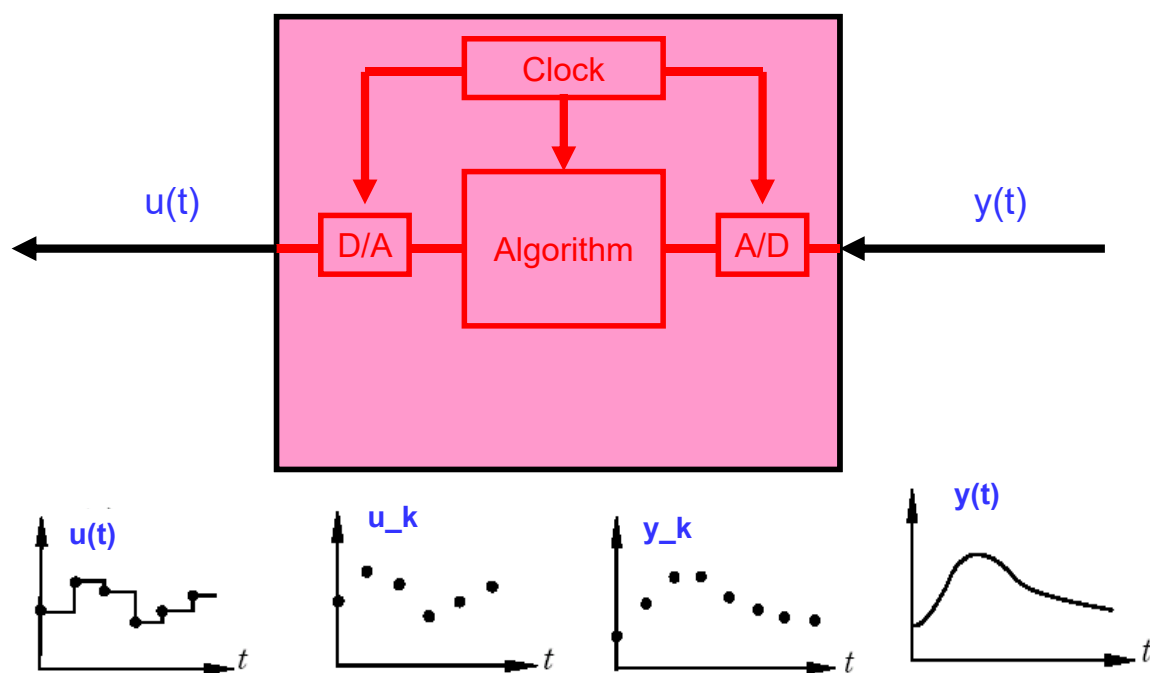 Clock
u(t)
y(t)
D/A
Algorithm
A/D
u(t)
u_k
y_k
y(t)
t
t
t
t